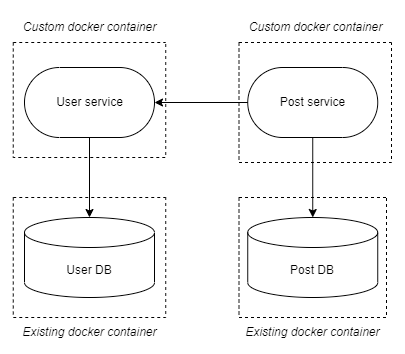 Custom docker container
Custom docker container
User service
Post service
User DB
Post DB
Existing docker container
Existing docker container